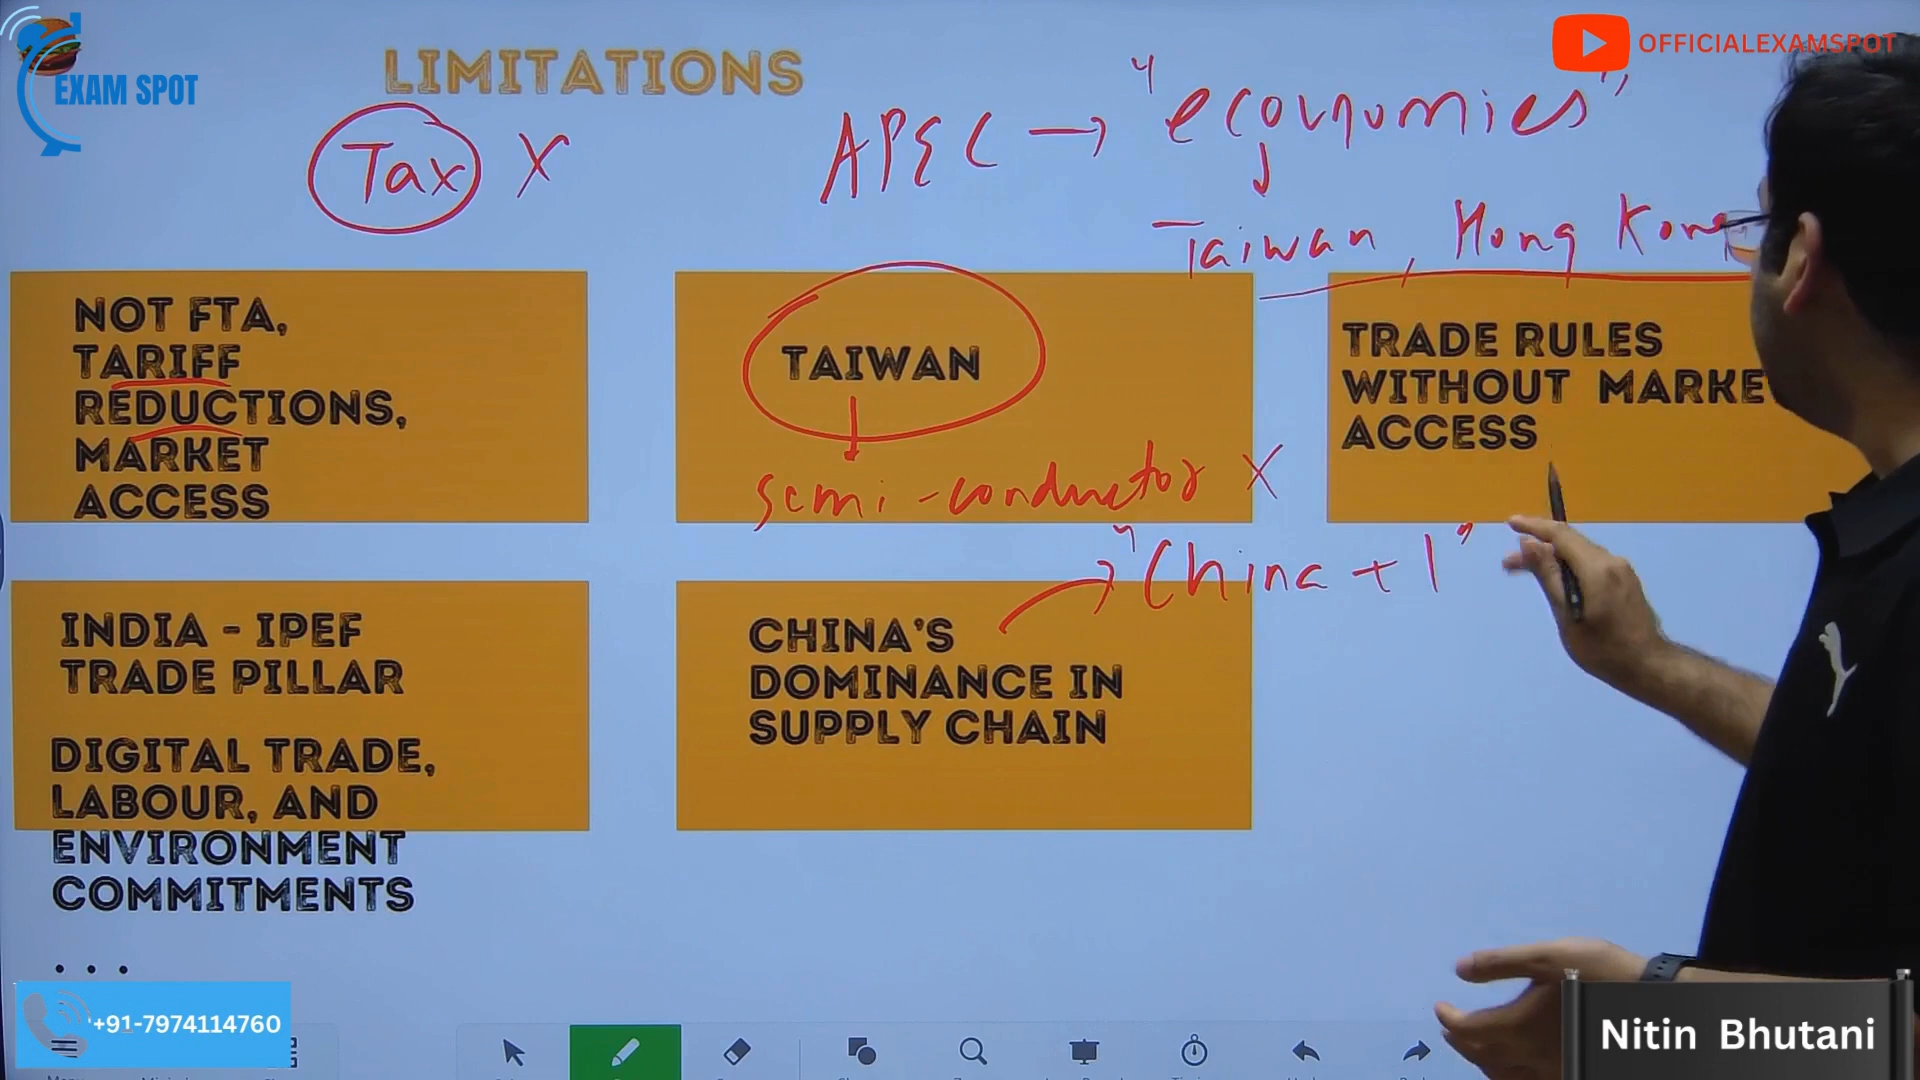 EXAM SPOT
LIMITATIONS
OFFICIALEXAMSPOT
Tax X
APEC → "economies"
Taiwan, Hong Kong
NOT FTA,
TARIFF
REDUCTIONS,
MARKET
ACCESS
TAIWAN
semi-conductor X
TRADE RULES
WITHOUT MARKE
ACCESS
"China + 1"
INDIA - IPEF
TRADE PILLAR
DIGITAL TRADE,
LABOUR, AND
ENVIRONMENT
COMMITMENTS
...
CHINA'S
DOMINANCE IN
SUPPLY CHAIN
+91-7974114760
Nitin Bhutani